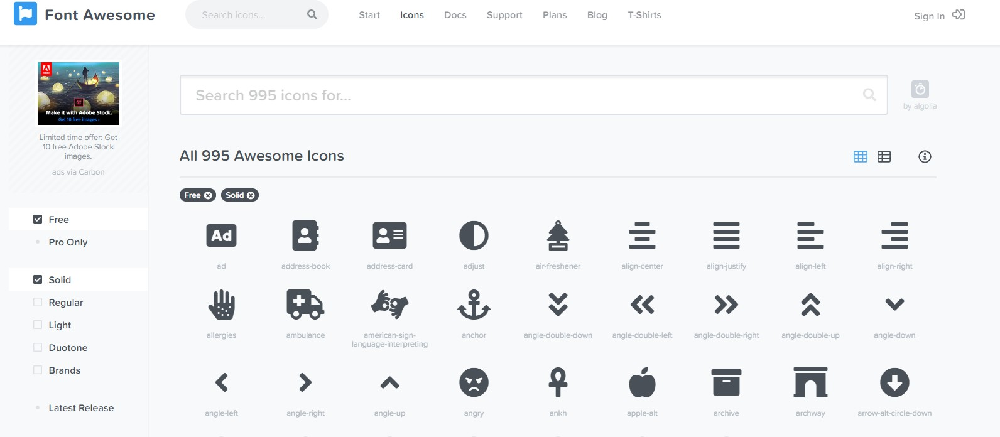 Font Awesome
Search icons...
Start
Icons
Docs
Support
Plans
Blog
T-Shirts
Sign In
Adobe
St
Make it with Adobe Stock.
Get 10 free images ›
Limited time offer: Get
10 free Adobe Stock
images.
ads via Carbon
Free
Pro Only
Solid
Regular
Light
Duotone
Brands
Latest Release
Search 995 icons for...
by algolia
All 995 Awesome Icons
Free
Solid
Ad
ad
address-book
address-card
adjust
air-freshener
align-center
align-justify
align-left
align-right
allergies
ambulance
american-sign-
language-interpreting
anchor
angle-double-down
angle-double-left
angle-double-right
angle-double-up
angle-down
angle-left
angle-right
angle-up
angry
ankh
apple-alt
archive
archway
arrow-alt-circle-down